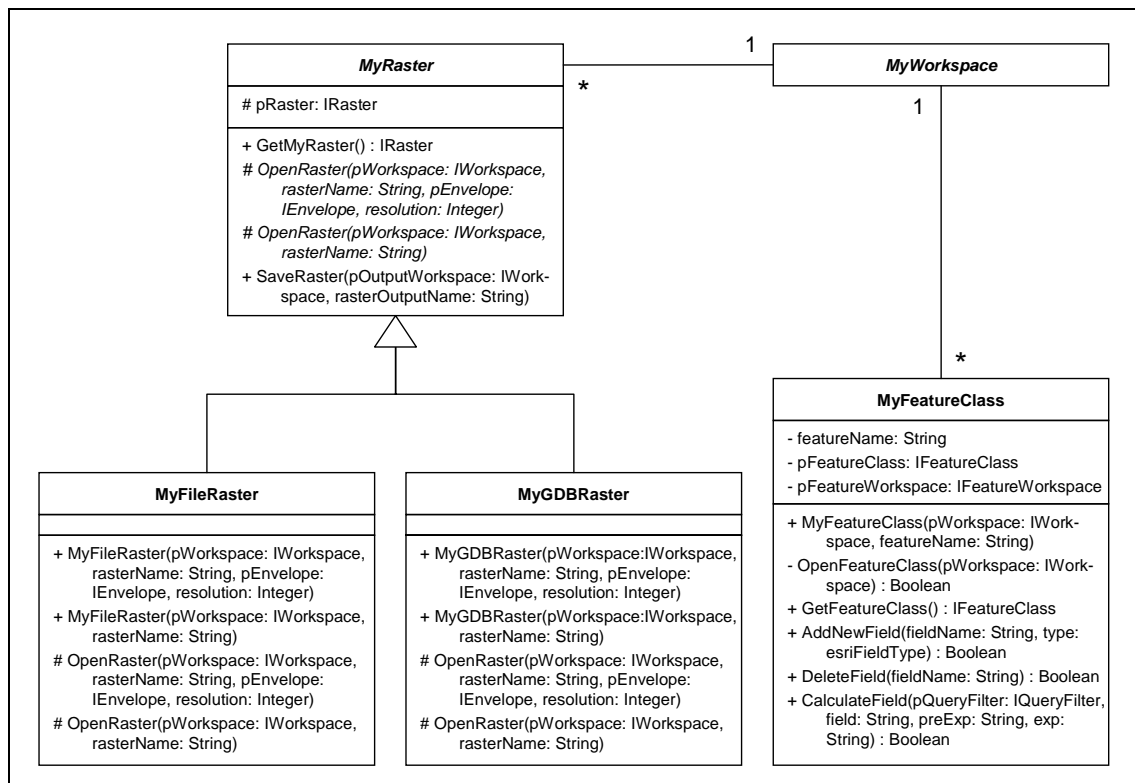 MyRaster
# pRaster: IRaster
+ GetMyRaster() : IRaster
# OpenRaster(pWorkspace: IWorkspace,
rasterName: String, pEnvelope:
IEnvelope, resolution: Integer)
# OpenRaster(pWorkspace: IWorkspace,
rasterName: String)
+ SaveRaster(pOutputWorkspace: IWork-
space, rasterOutputName: String)
1
*
MyWorkspace
1
*
MyFileRaster
+ MyFileRaster(pWorkspace: IWorkspace,
rasterName: String, pEnvelope:
IEnvelope, resolution: Integer)
+ MyFileRaster(pWorkspace: IWorkspace,
rasterName: String)
# OpenRaster(pWorkspace: IWorkspace,
rasterName: String, pEnvelope:
IEnvelope, resolution: Integer)
# OpenRaster(pWorkspace: IWorkspace,
rasterName: String)
MyGDBRaster
+ MyGDBRaster(pWorkspace:IWorkspace,
rasterName: String, pEnvelope:
IEnvelope, resolution: Integer)
+ MyGDBRaster(pWorkspace:IWorkspace,
rasterName: String)
# OpenRaster(pWorkspace: IWorkspace,
rasterName: String, pEnvelope:
IEnvelope, resolution: Integer)
# OpenRaster(pWorkspace: IWorkspace,
rasterName: String)
MyFeatureClass
- featureName: String
- pFeatureClass: IFeatureClass
- pFeatureWorkspace: IFeatureWorkspace
+ MyFeatureClass(pWorkspace: IWork-
space, featureName: String)
- OpenFeatureClass(pWorkspace: IWork-
space) : Boolean
+ GetFeatureClass() : IFeatureClass
+ AddNewField(fieldName: String, type:
esriFieldType) : Boolean
+ DeleteField(fieldName: String) : Boolean
+ CalculateField(pQueryFilter: IQueryFilter,
field: String, preExp: String, exp:
String) : Boolean